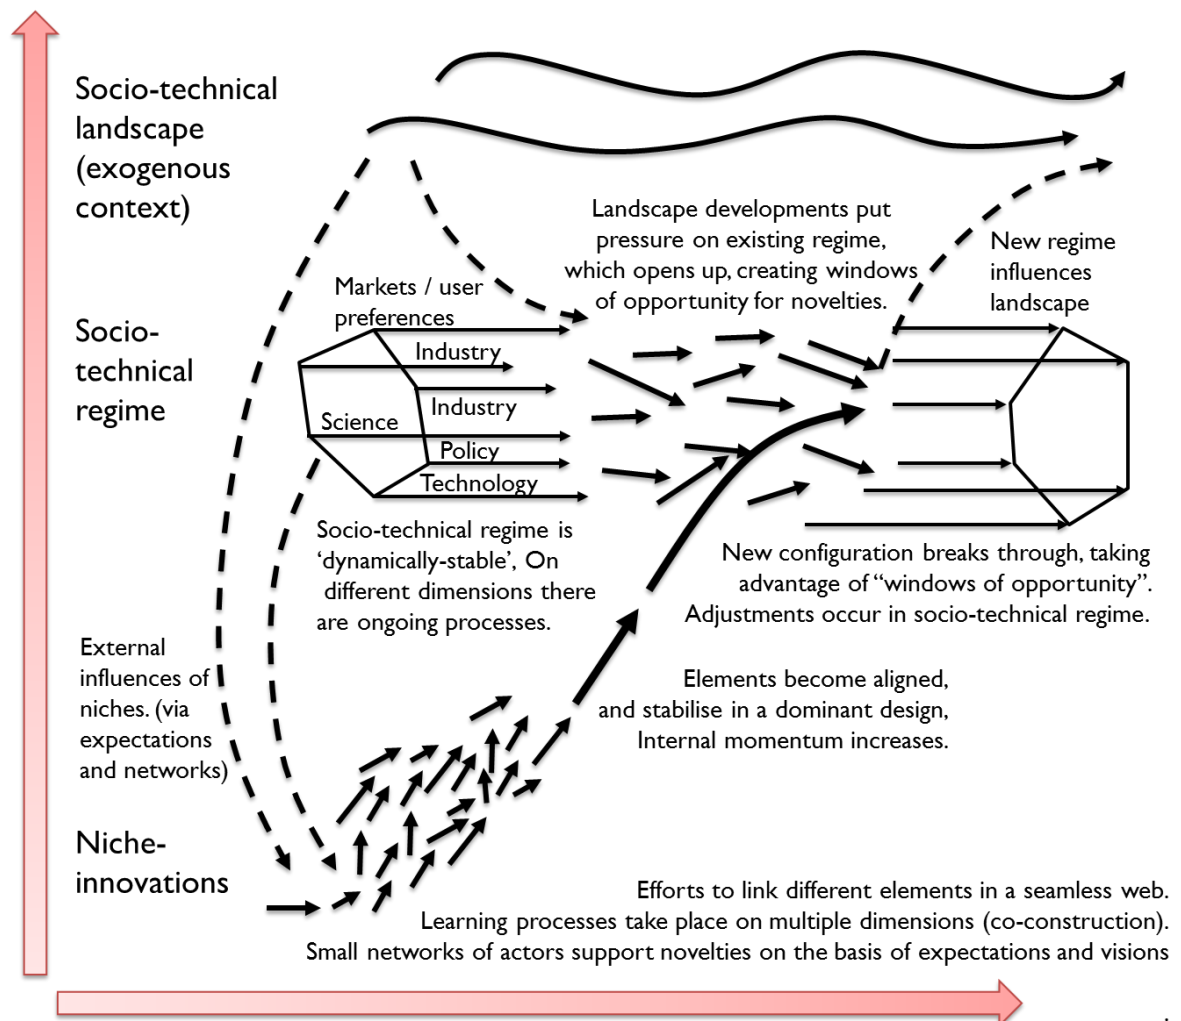 Socio-technical
landscape
(exogenous
context)
Landscape developments put
pressure on existing regime,
which opens up, creating windows
of opportunity for novelties.
New regime
influences
landscape
Markets / user
preferences
Socio-
technical
regime
Industry
Industry
Science
Policy
Technology
Socio-technical regime is
‘dynamically-stable’, On
different dimensions there
are ongoing processes.
New configuration breaks through, taking
advantage of “windows of opportunity”.
Adjustments occur in socio-technical regime.
External
influences of
niches. (via
expectations
and networks)
Elements become aligned,
and stabilise in a dominant design,
Internal momentum increases.
Niche-
innovations
Efforts to link different elements in a seamless web.
Learning processes take place on multiple dimensions (co-construction).
Small networks of actors support novelties on the basis of expectations and visions
.